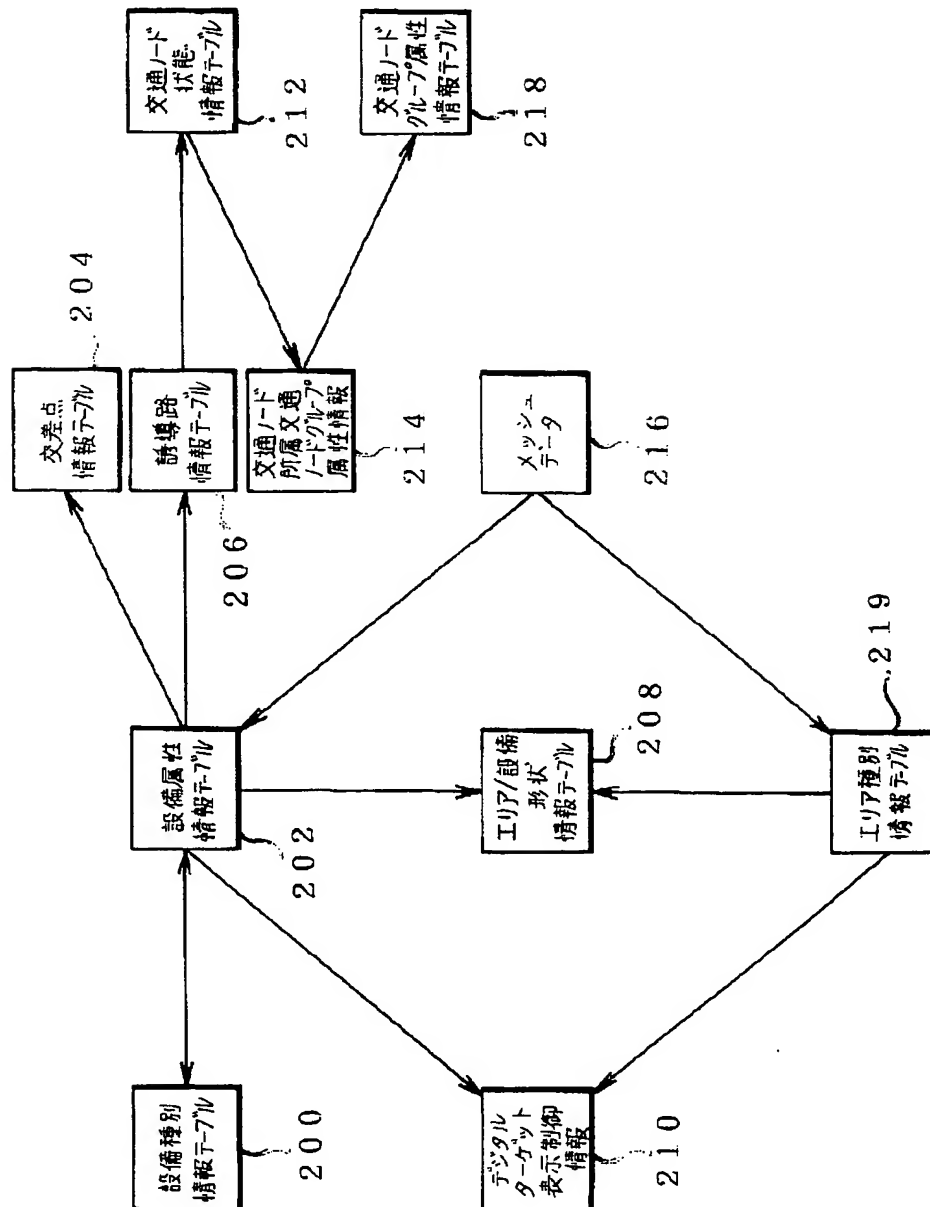 設備種別
情報テーブル
200
設備属性
情報テーブル
202
交差点
情報テーブル
204
誘導路
情報テーブル
206
交通ノード
状態
情報テーブル
212
交通ノード
所属交通
ノードグループ
属性情報
214
交通ノード
グループ属性
情報テーブル
218
デジタル
ターゲット
表示制御
情報
210
エリア/設備
形状
情報テーブル
208
メッシュ
データ
216
エリア種別
情報テーブル
219